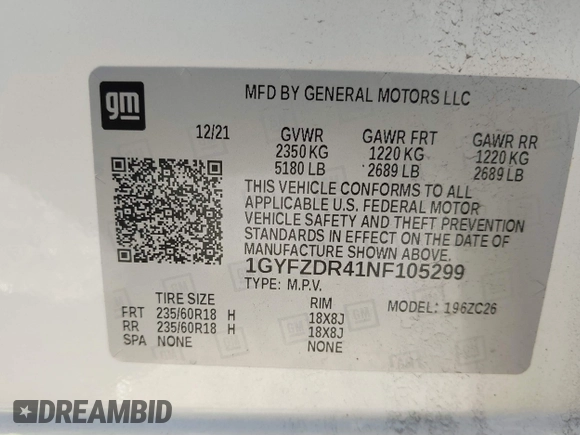 gm
MFD BY GENERAL MOTORS LLC
12/21 GVWR GAWR FRT GAWR RR
2350 KG 1220 KG 1220 KG
5180 LB 2689 LB 2689 LB
THIS VEHICLE CONFORMS TO ALL
APPLICABLE U.S. FEDERAL MOTOR
VEHICLE SAFETY AND THEFT PREVENTION
STANDARDS IN EFFECT ON THE DATE OF
MANUFACTURE SHOWN ABOVE.
1GYFZDR41NF105299
TYPE: M.P.V.
TIRE SIZE RIM MODEL: 196ZC26
FRT 235/60R18 H 18X8J
RR 235/60R18 H 18X8J
SPA NONE NONE
DREAMBID